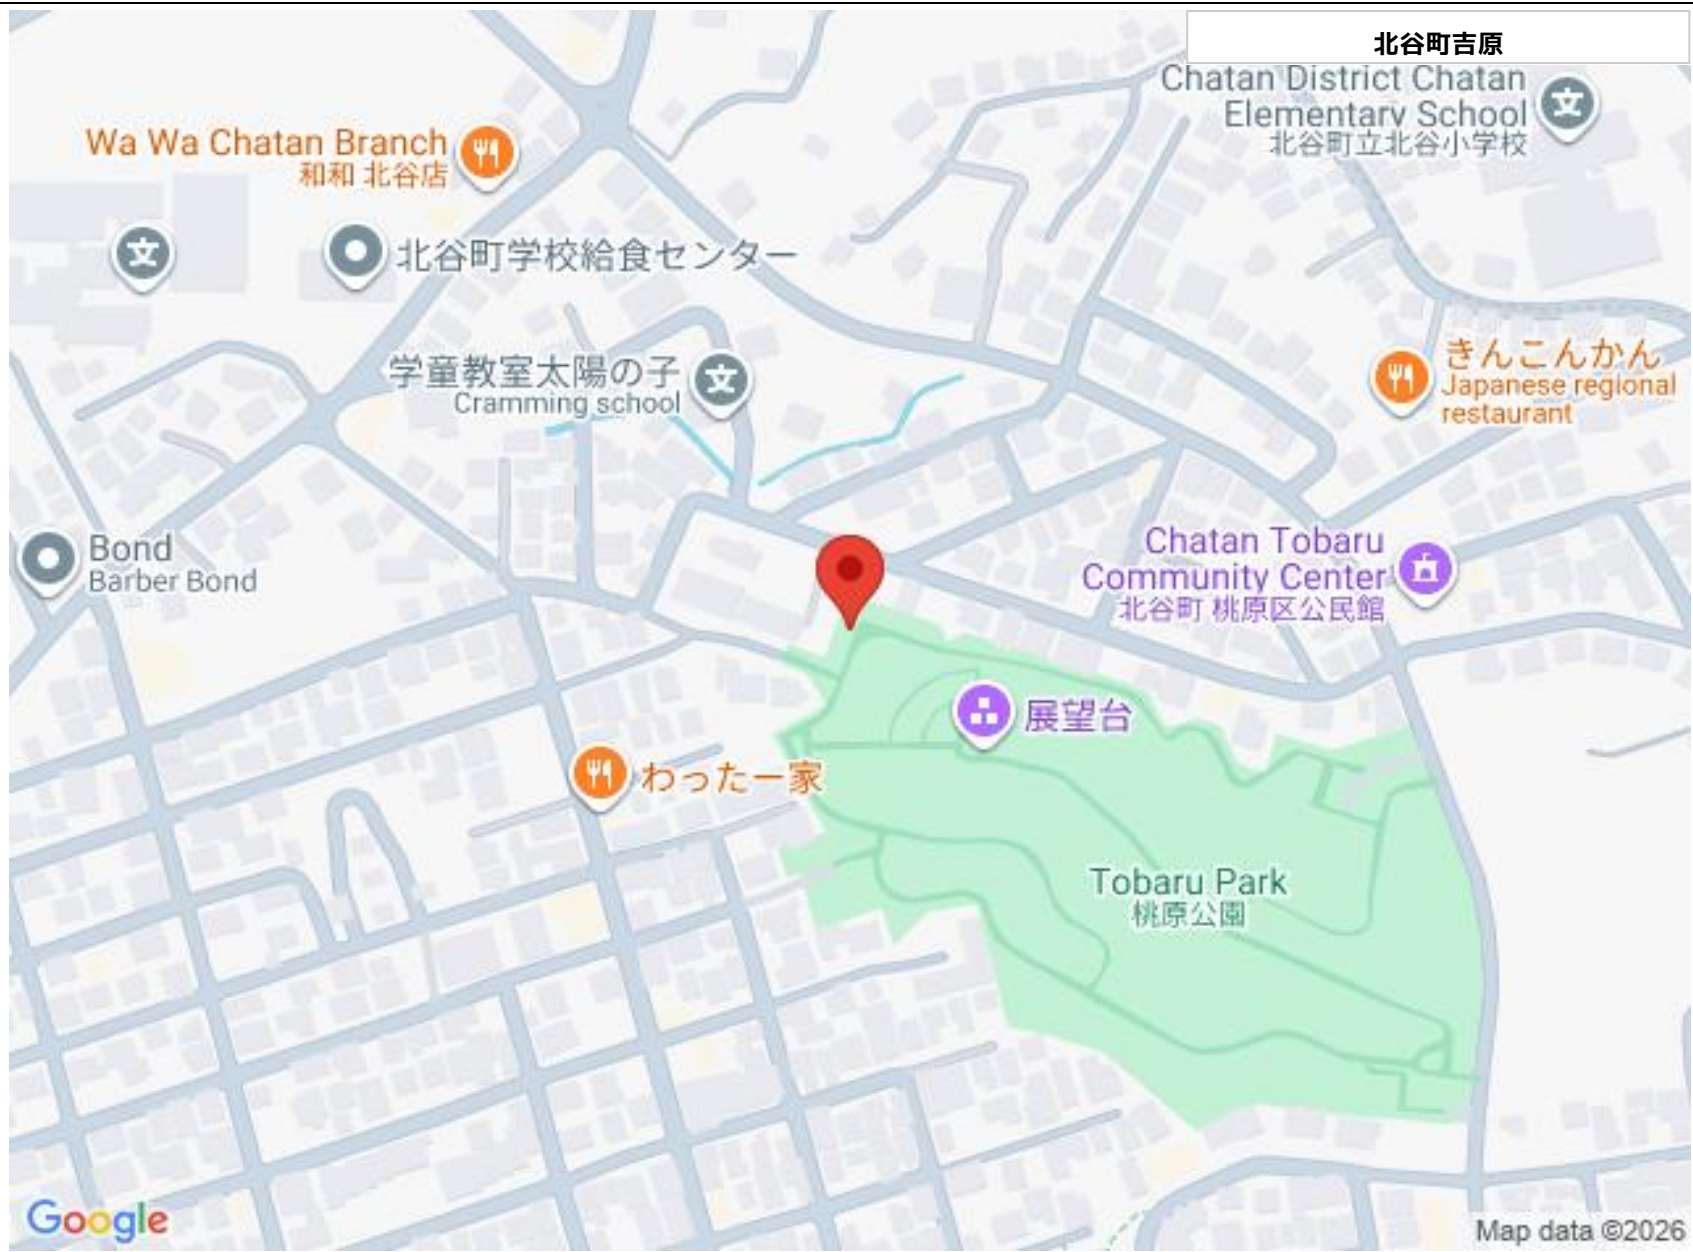 北谷町吉原
Chatan District Chatan
Elementary School
北谷町立北谷小学校
Wa Wa Chatan Branch
和和 北谷店
北谷町学校給食センター
学童教室太陽の子
Cramming school
きんこんかん
Japanese regional
restaurant
Bond
Barber Bond
Chatan Tobaru
Community Center
北谷町 桃原区公民館
展望台
わったー家
Tobaru Park
桃原公園
Google
Map data ©2026
文
文
文